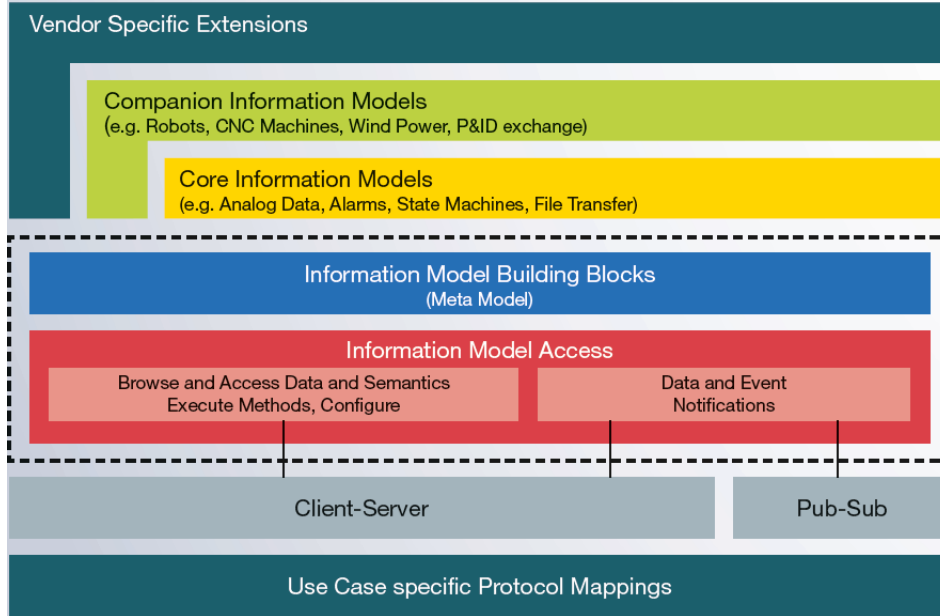 Vendor Specific Extensions
Companion Information Models
(e.g. Robots, CNC Machines, Wind Power, P&ID exchange)
Core Information Models
(e.g. Analog Data, Alarms, State Machines, File Transfer)
Information Model Building Blocks
(Meta Model)
Information Model Access
Browse and Access Data and Semantics
Execute Methods, Configure
Data and Event
Notifications
Client-Server
Pub-Sub
Use Case specific Protocol Mappings